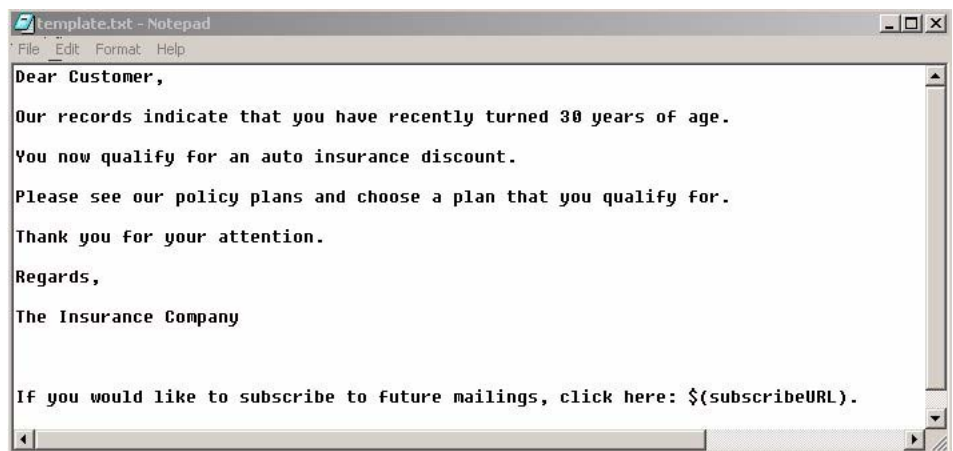 template.txt - Notepad
File Edit Format Help
Dear Customer,
Our records indicate that you have recently turned 30 years of age.
You now qualify for an auto insurance discount.
Please see our policy plans and choose a plan that you qualify for.
Thank you for your attention.
Regards,
The Insurance Company
If you would like to subscribe to future mailings, click here: $(subscribeURL).